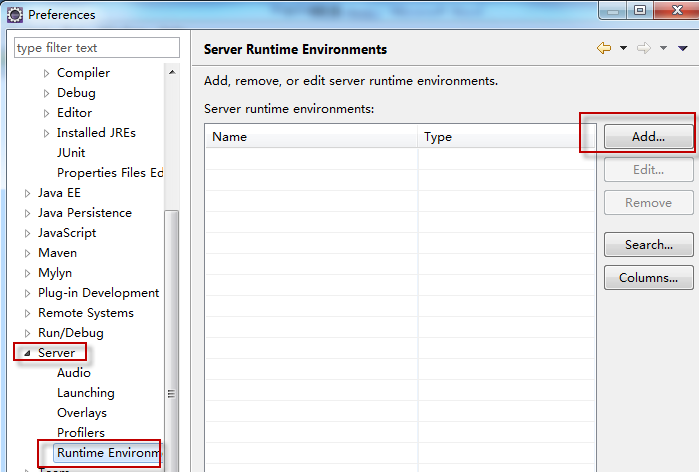 Preferences
type filter text
Compiler
Debug
Editor
Installed JREs
JUnit
Properties Files Ed
Java EE
Java Persistence
JavaScript
Maven
Mylyn
Plug-in Development
Remote Systems
Run/Debug
Server
Audio
Launching
Overlays
Profilers
Runtime Environm
Server Runtime Environments
Add, remove, or edit server runtime environments.
Server runtime environments:
Name Type
Add...
Edit...
Remove
Search...
Columns...